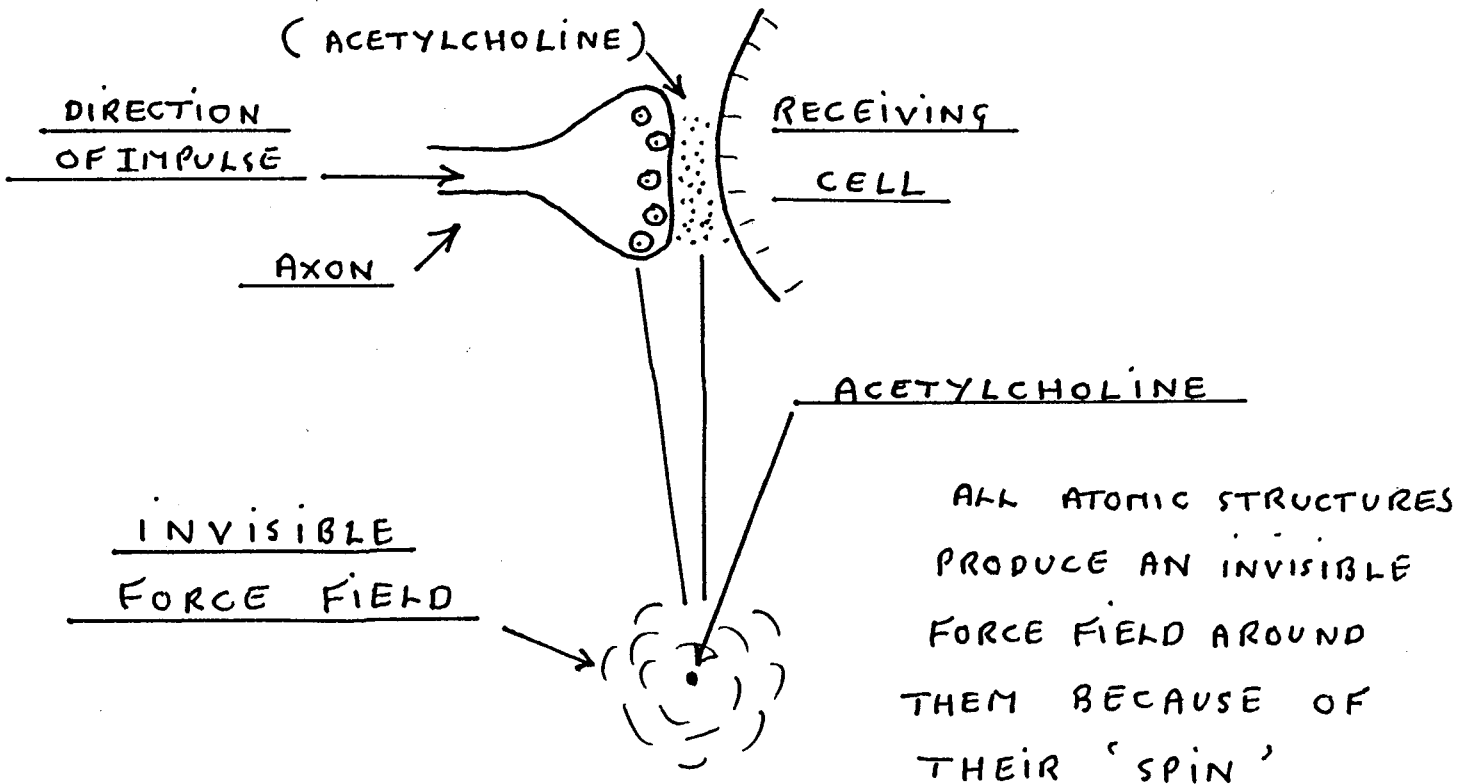 ( ACETYLCHOLINE )
DIRECTION
OF IMPULSE
RECEIVING
CELL
AXON
ACETYLCHOLINE
INVISIBLE
FORCE FIELD
ALL ATOMIC STRUCTURES
PRODUCE AN INVISIBLE
FORCE FIELD AROUND
THEM BECAUSE OF
THEIR 'SPIN'